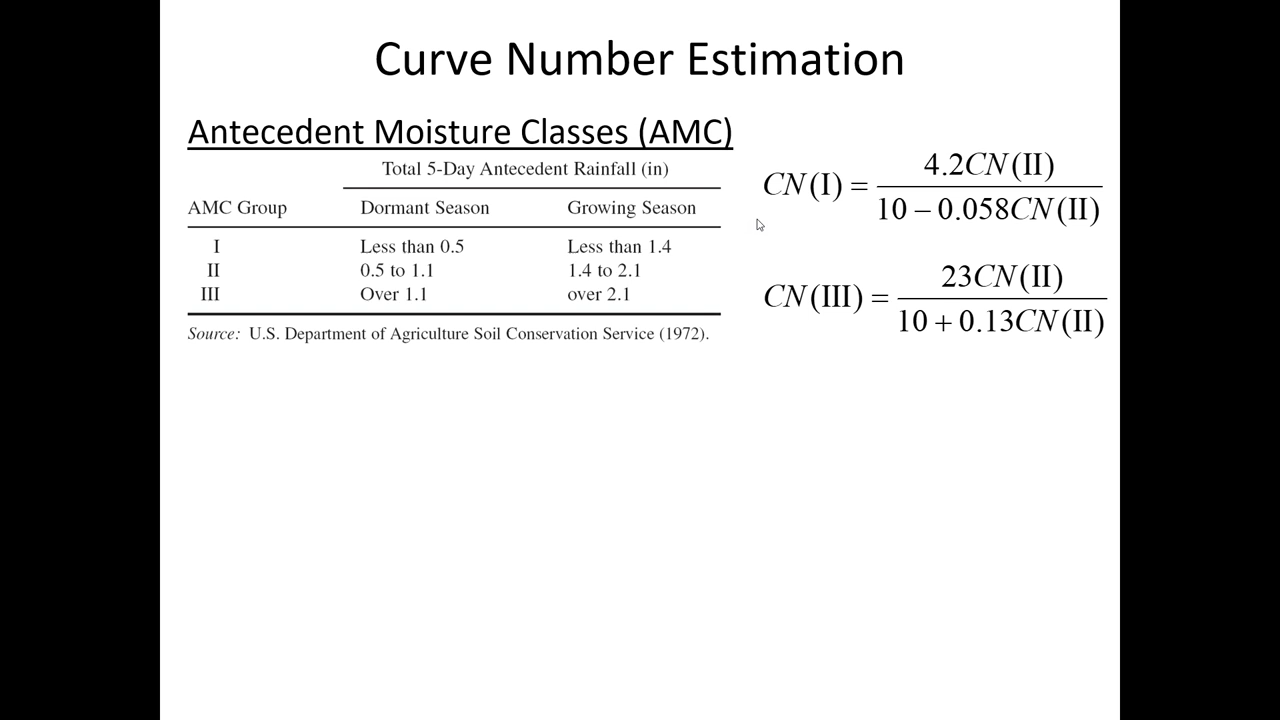 Curve Number Estimation
Antecedent Moisture Classes (AMC)
Total 5-Day Antecedent Rainfall (in)
AMC Group Dormant Season Growing Season
I Less than 0.5 Less than 1.4
II 0.5 to 1.1 1.4 to 2.1
III Over 1.1 over 2.1
Source: U.S. Department of Agriculture Soil Conservation Service (1972).
CN(I) = 4.2CN(II) / 10 − 0.058CN(II)
CN(III) = 23CN(II) / 10 + 0.13CN(II)